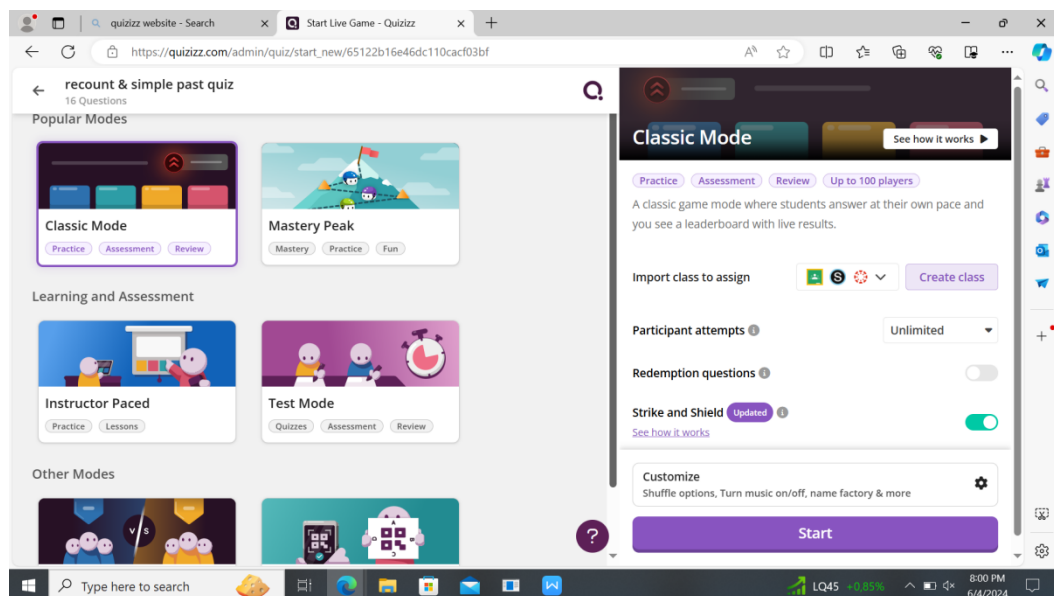 quizizz website - Search
Start Live Game - Quizizz
https://quizizz.com/admin/quiz/start_new/65122b16e46dc110cacf03bf
recount & simple past quiz
16 Questions
Popular Modes
Classic Mode
Practice Assessment Review
Mastery Peak
Mastery Practice Fun
Learning and Assessment
Instructor Paced
Practice Lessons
Test Mode
Quizzes Assessment Review
Other Modes
V S
A
?
Classic Mode
See how it works
Practice Assessment Review Up to 100 players
A classic game mode where students answer at their own pace and
you see a leaderboard with live results.
Import class to assign
S
Create class
Participant attempts
Unlimited
Redemption questions
Strike and Shield Updated
See how it works
Customize
Shuffle options, Turn music on/off, name factory & more
Start
Type here to search
LQ45 +0,85%
8:00 PM
6/4/2024